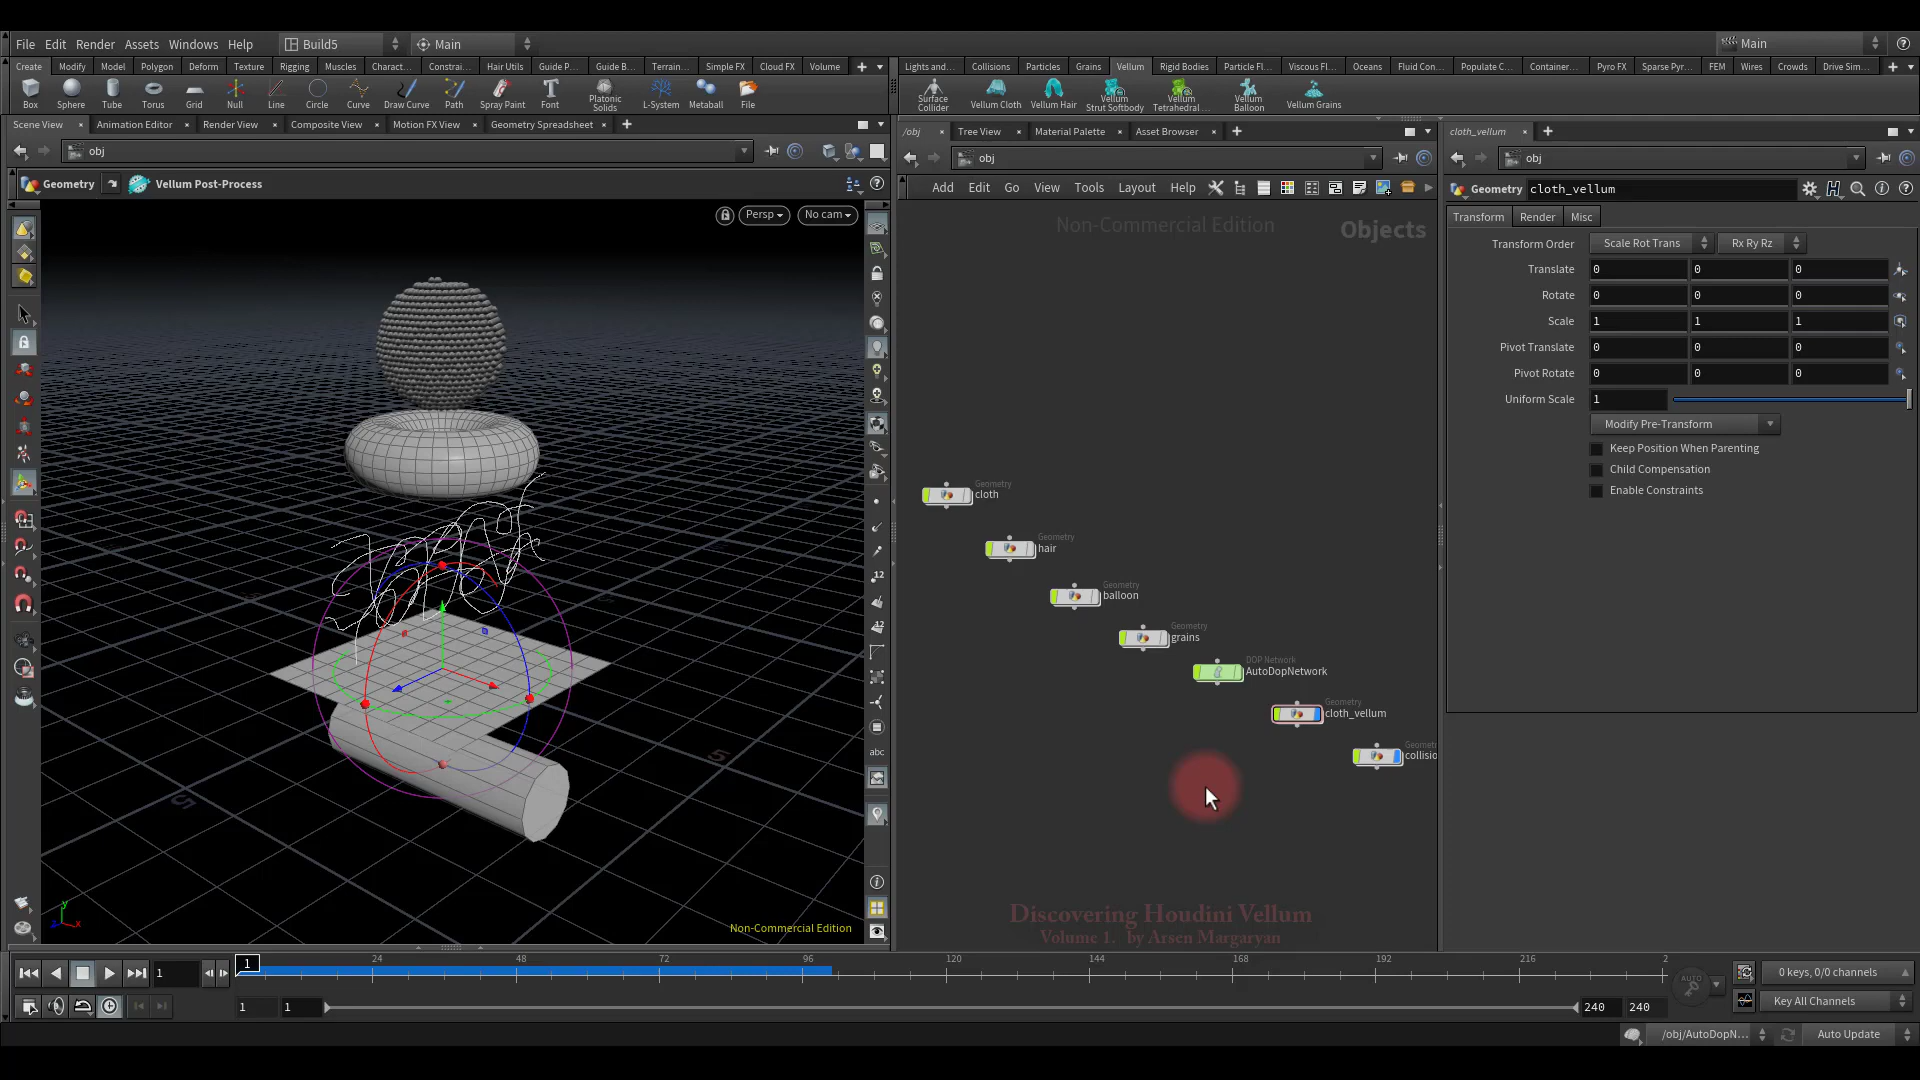 File Edit Render Assets Windows Help Build5 Main Main
Create Modify Model Polygon Deform Texture Rigging Muscles Charact... Constrai... Hair Utils Guide P... Guide B... Terrain... Simple FX Cloud FX Volume
Lights and... Collisions Particles Grains Vellum Rigid Bodies Particle Fl... Viscous Fl... Oceans Fluid Con... Populate C... Container... Pyro FX Sparse Pyr... FEM Wires Crowds Drive Sim...
Box Sphere Tube Torus Grid Null Line Circle Curve Draw Curve Path Spray Paint Font Platonic Solids L-System Metaball File
Surface Collider Vellum Cloth Vellum Hair Vellum Strut Softbody Vellum Tetrahedral ... Vellum Balloon Vellum Grains
Scene View Animation Editor Render View Composite View Motion FX View Geometry Spreadsheet
/obj Tree View Material Palette Asset Browser
cloth_vellum
obj
obj
obj
Geometry Vellum Post-Process
Add Edit Go View Tools Layout Help
Geometry cloth_vellum
Persp No cam
Non-Commercial Edition
Objects
Transform Render Misc
Transform Order Scale Rot Trans Rx Ry Rz
Translate 0 0 0
Rotate 0 0 0
Scale 1 1 1
Pivot Translate 0 0 0
Pivot Rotate 0 0 0
Uniform Scale 1
Modify Pre-Transform
Keep Position When Parenting
Child Compensation
Enable Constraints
Geometry
cloth
Geometry
hair
Geometry
balloon
Geometry
grains
DOP Network
AutoDopNetwork
Geometry
cloth_vellum
Geometr
collisio
5
5
12
12
abc
y
x
Non-Commercial Edition
Discovering Houdini Vellum
Volume 1. by Arsen Margaryan
1 1 24 48 72 96 120 144 168 192 216 2
AUTO
0 keys, 0/0 channels
1 1 240 240
Key All Channels
/obj/AutoDopN... Auto Update